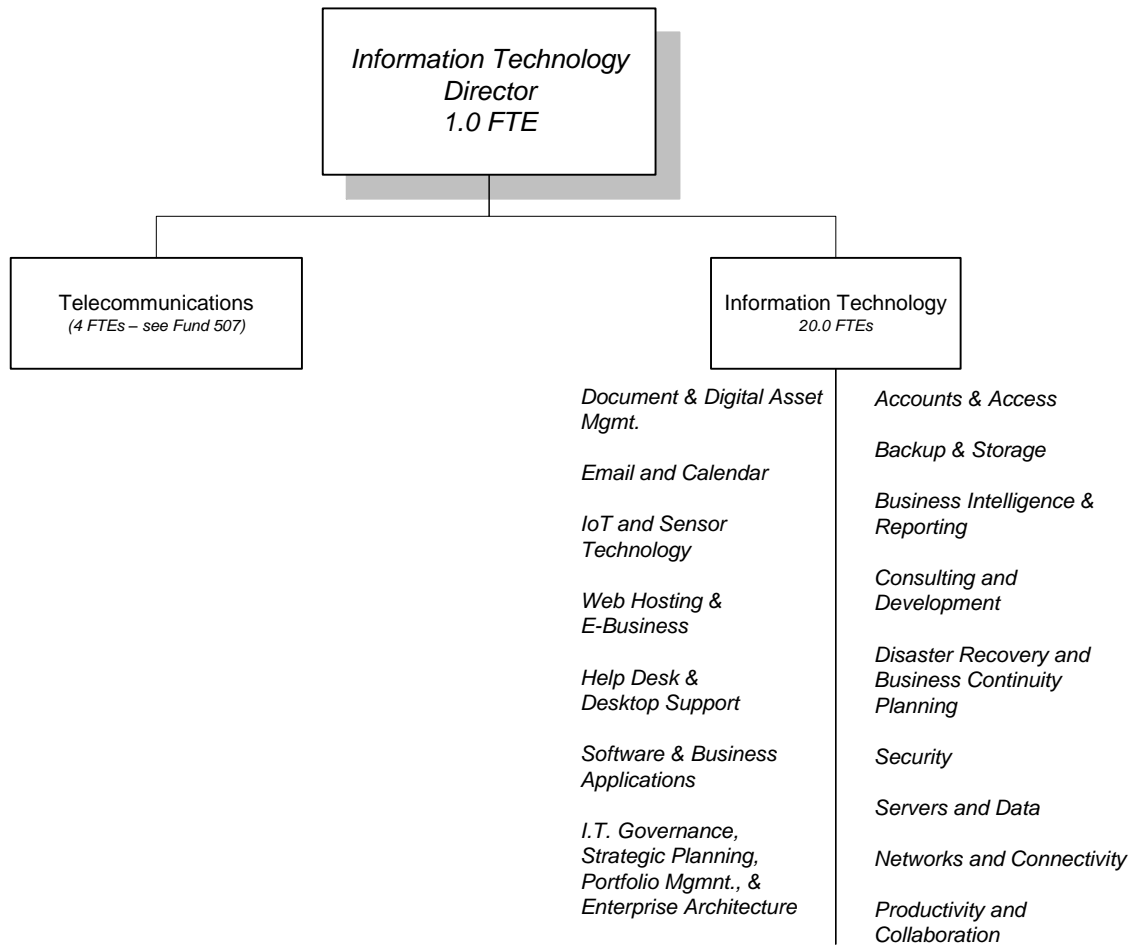 Information Technology
Director
1.0 FTE
Telecommunications
(4 FTEs – see Fund 507)
Information Technology
20.0 FTEs
Document & Digital Asset
Mgmt.
Email and Calendar
IoT and Sensor
Technology
Web Hosting &
E-Business
Help Desk &
Desktop Support
Software & Business
Applications
I.T. Governance,
Strategic Planning,
Portfolio Mgmnt., &
Enterprise Architecture
Accounts & Access
Backup & Storage
Business Intelligence &
Reporting
Consulting and
Development
Disaster Recovery and
Business Continuity
Planning
Security
Servers and Data
Networks and Connectivity
Productivity and
Collaboration